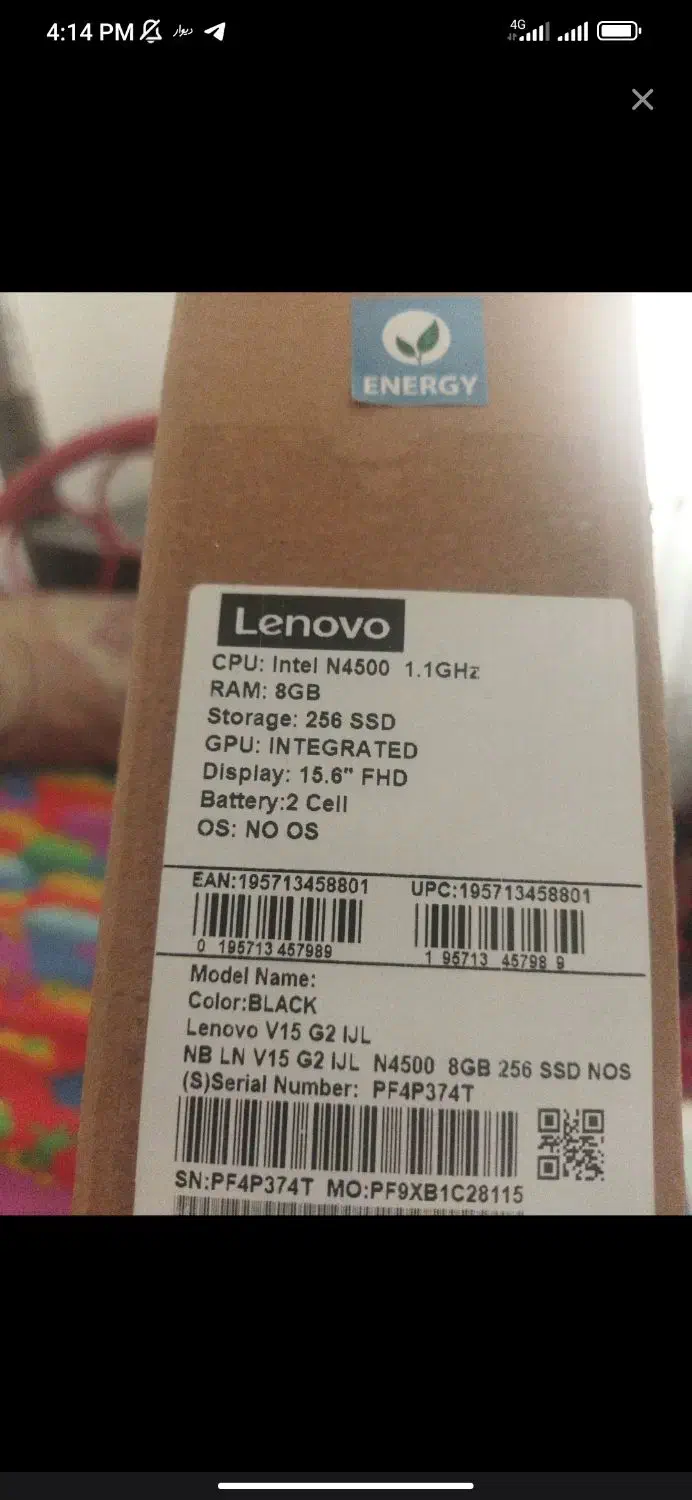 4:14 PM دیوار 4G
ENERGY
Lenovo
CPU: Intel N4500 1.1GHz
RAM: 8GB
Storage: 256 SSD
GPU: INTEGRATED
Display: 15.6" FHD
Battery:2 Cell
OS: NO OS
EAN:195713458801 UPC:195713458801
0 195713 457989 1 95713 45798 9
Model Name:
Color:BLACK
Lenovo V15 G2 IJL
NB LN V15 G2 IJL N4500 8GB 256 SSD NOS
(S)Serial Number: PF4P374T
SN:PF4P374T MO:PF9XB1C28115